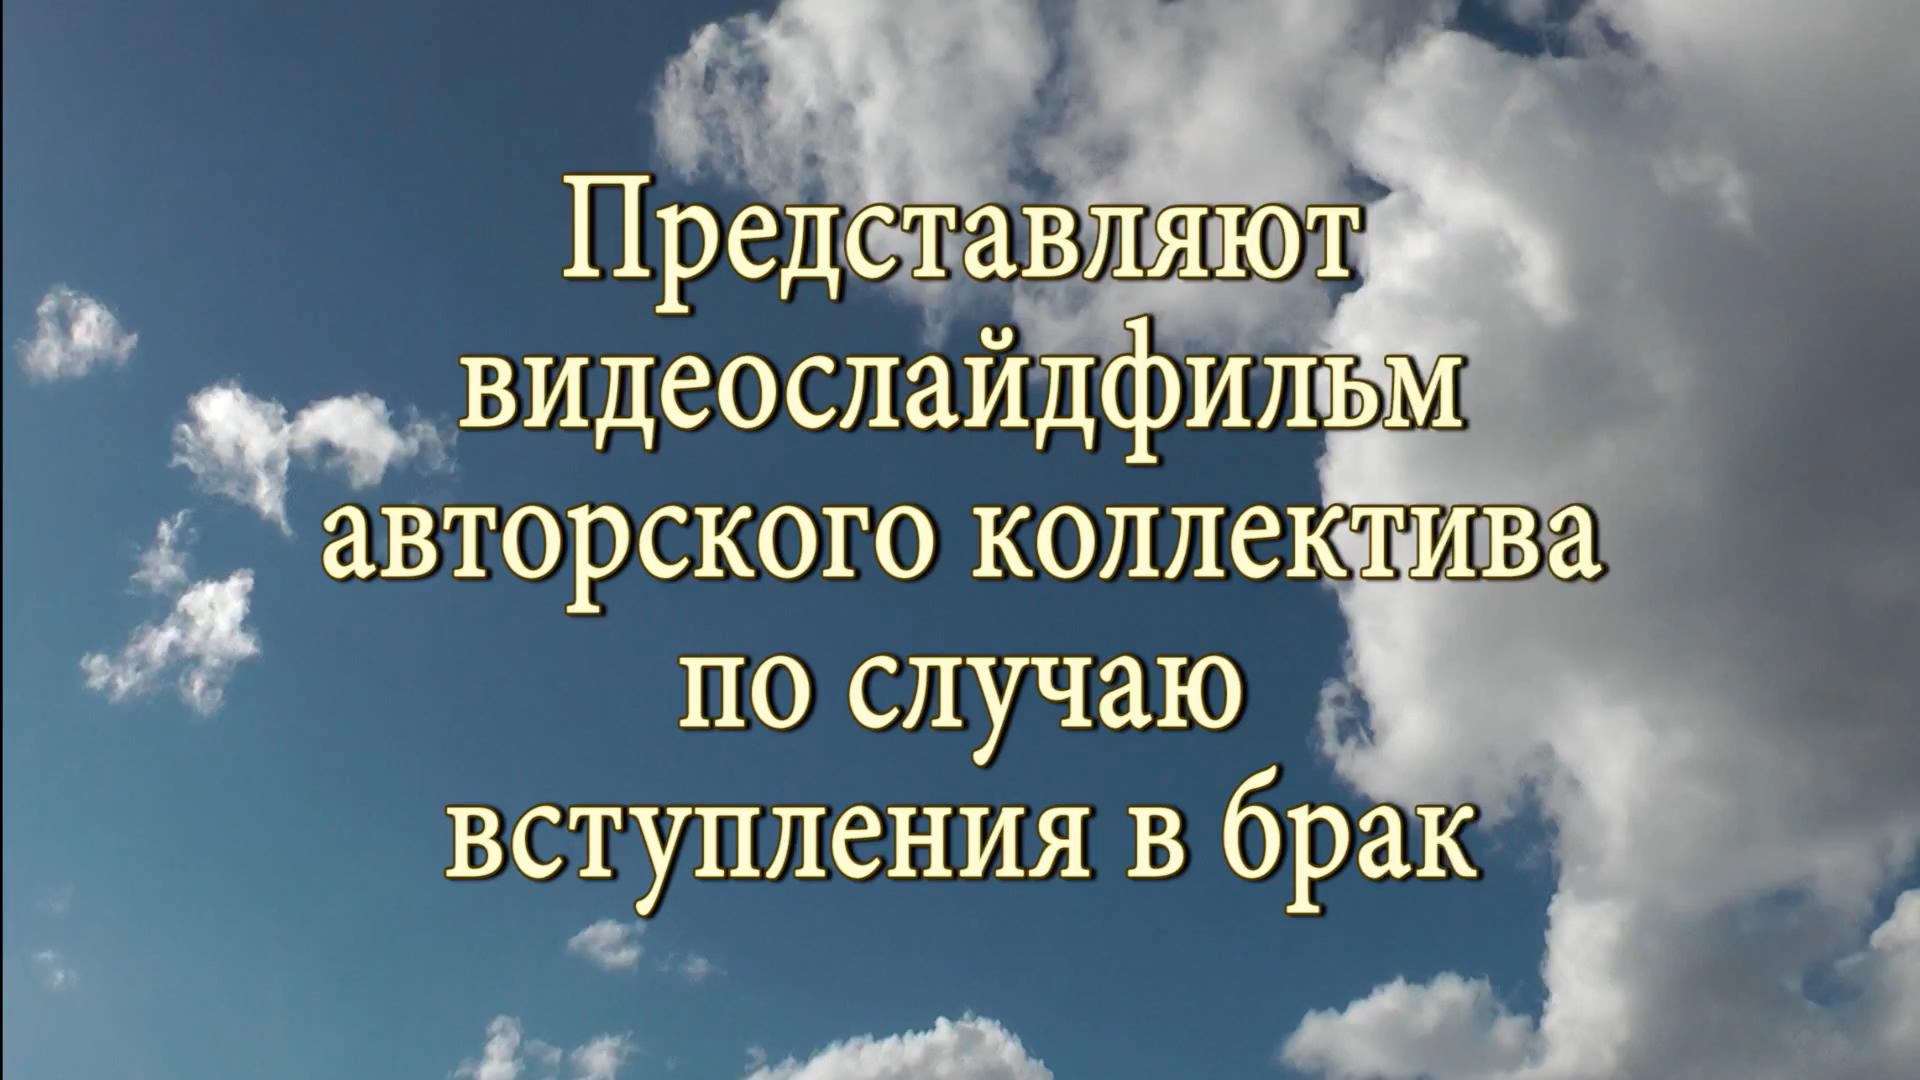 Представляют
видеослайдфильм
авторского коллектива
по случаю
вступления в брак